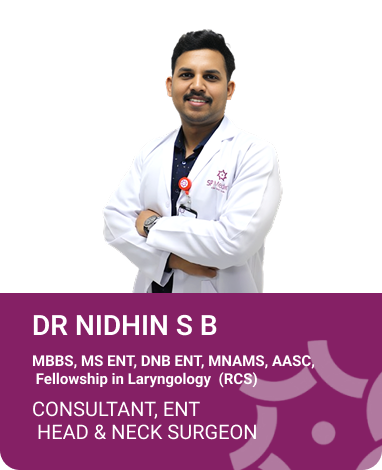 DR NIDHIN S B
MBBS, MS ENT, DNB ENT, MNAMS, AASC,
Fellowship in Laryngology (RCS)
CONSULTANT, ENT
HEAD & NECK SURGEON